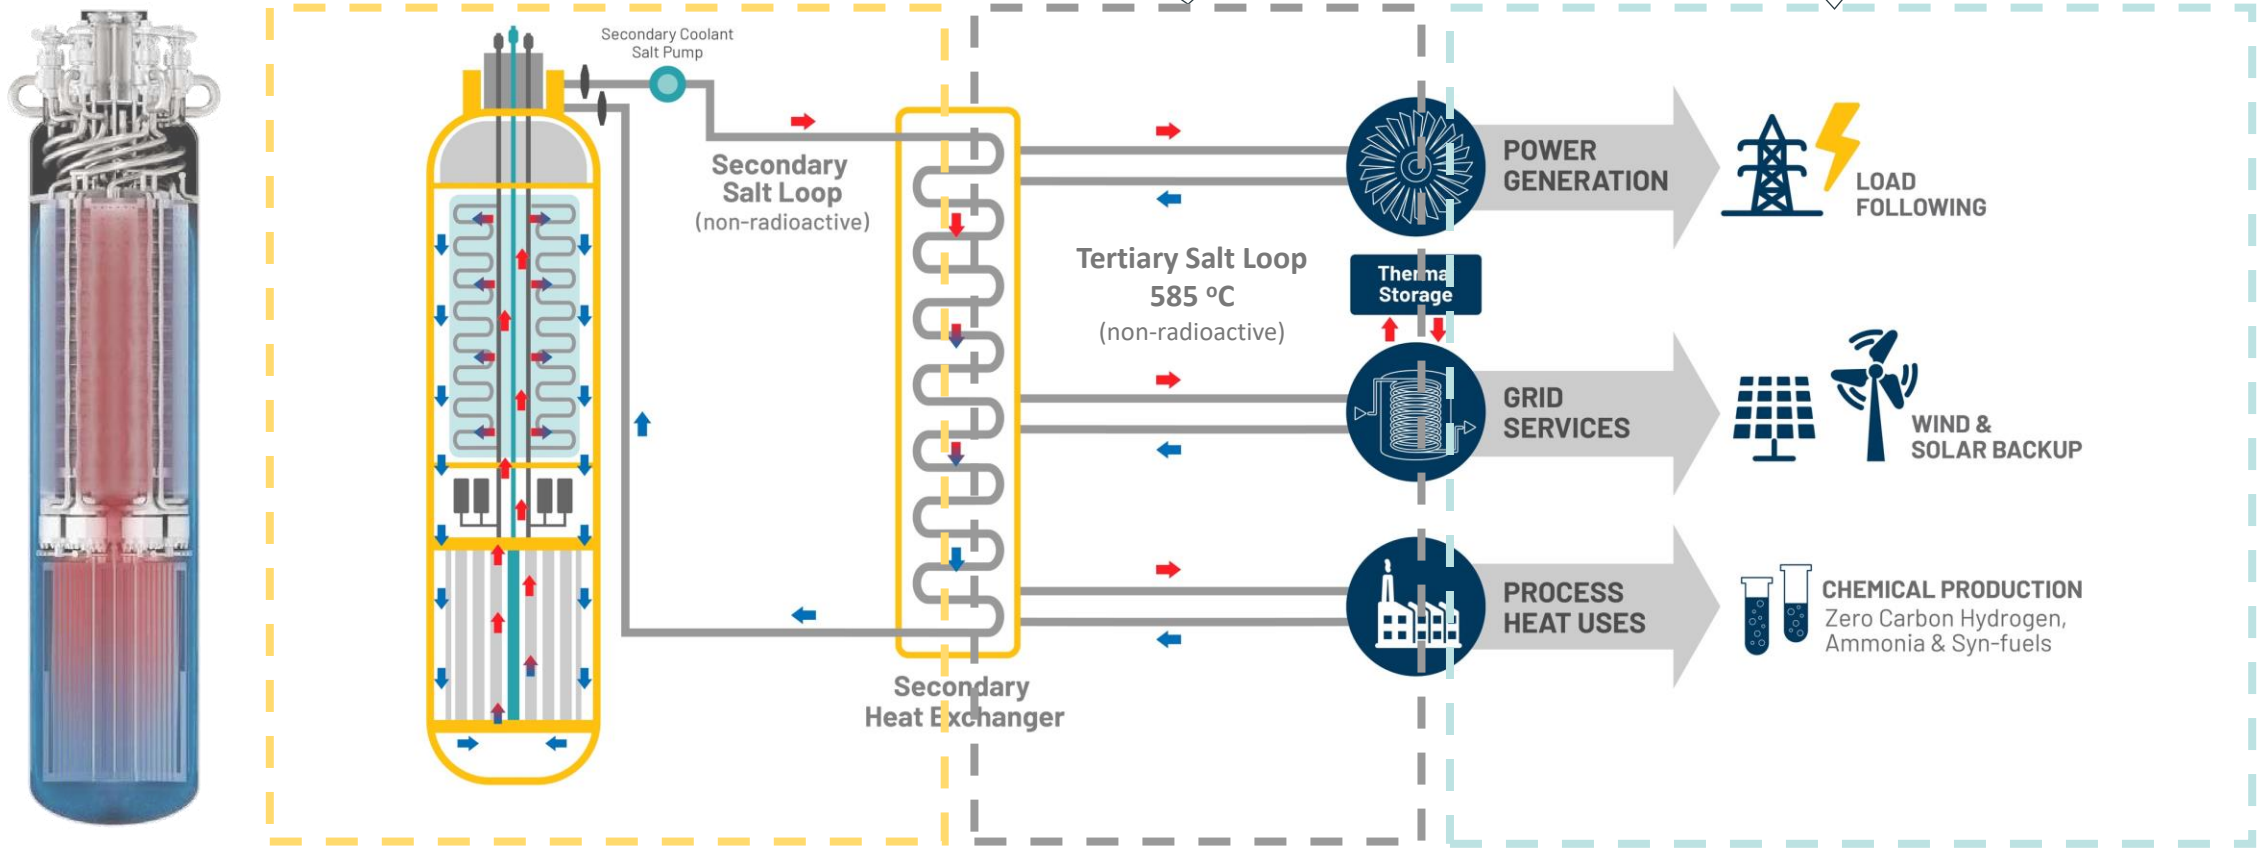 Secondary Coolant
Salt Pump
Secondary
Salt Loop
(non-radioactive)
Secondary
Heat Exchanger
Tertiary Salt Loop
585 ºC
(non-radioactive)
Thermal
Storage
POWER
GENERATION
LOAD
FOLLOWING
GRID
SERVICES
WIND &
SOLAR BACKUP
PROCESS
HEAT USES
CHEMICAL PRODUCTION
Zero Carbon Hydrogen,
Ammonia & Syn-fuels